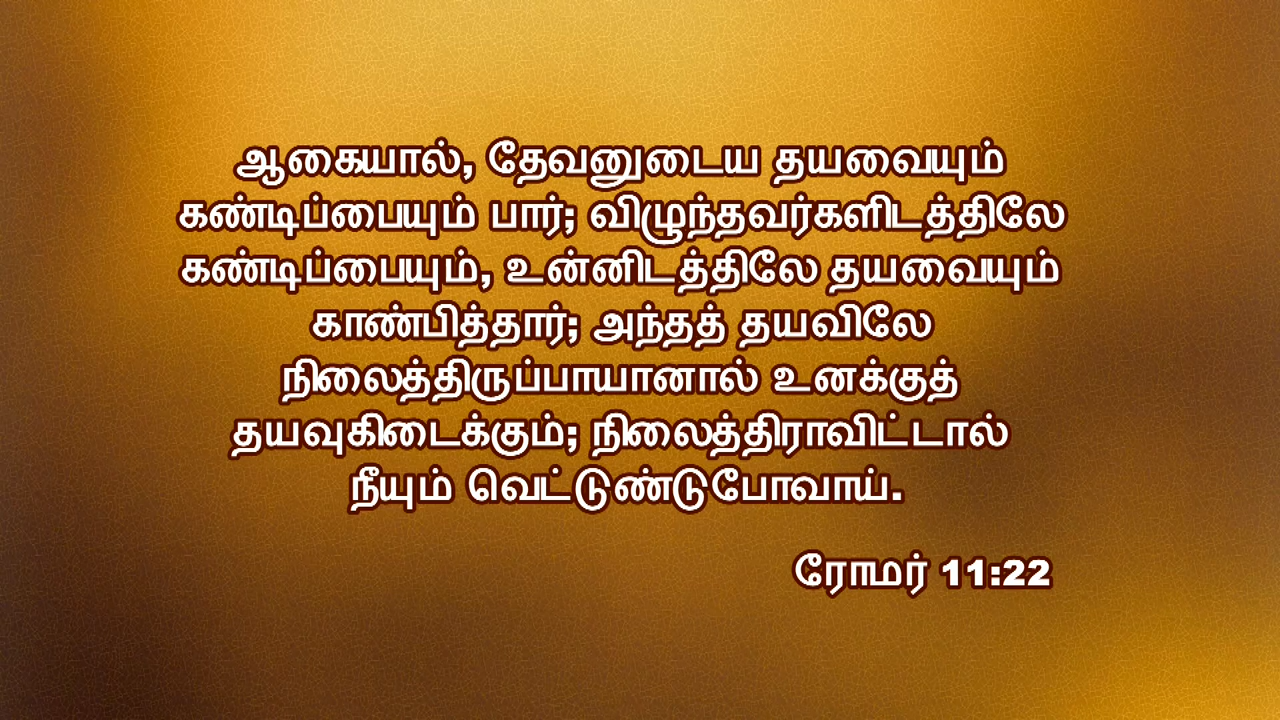 ஆகையால், தேவனுடைய தயவையும்
கண்டிப்பையும் பார்; விழுந்தவர்களிடத்திலே
கண்டிப்பையும், உன்னிடத்திலே தயவையும்
காண்பித்தார்; அந்தத் தயவிலே
நிலைத்திருப்பாயானால் உனக்குத்
தயவுகிடைக்கும்; நிலைத்திராவிட்டால்
நீயும் வெட்டுண்டுபோவாய்.
ரோமர் 11:22